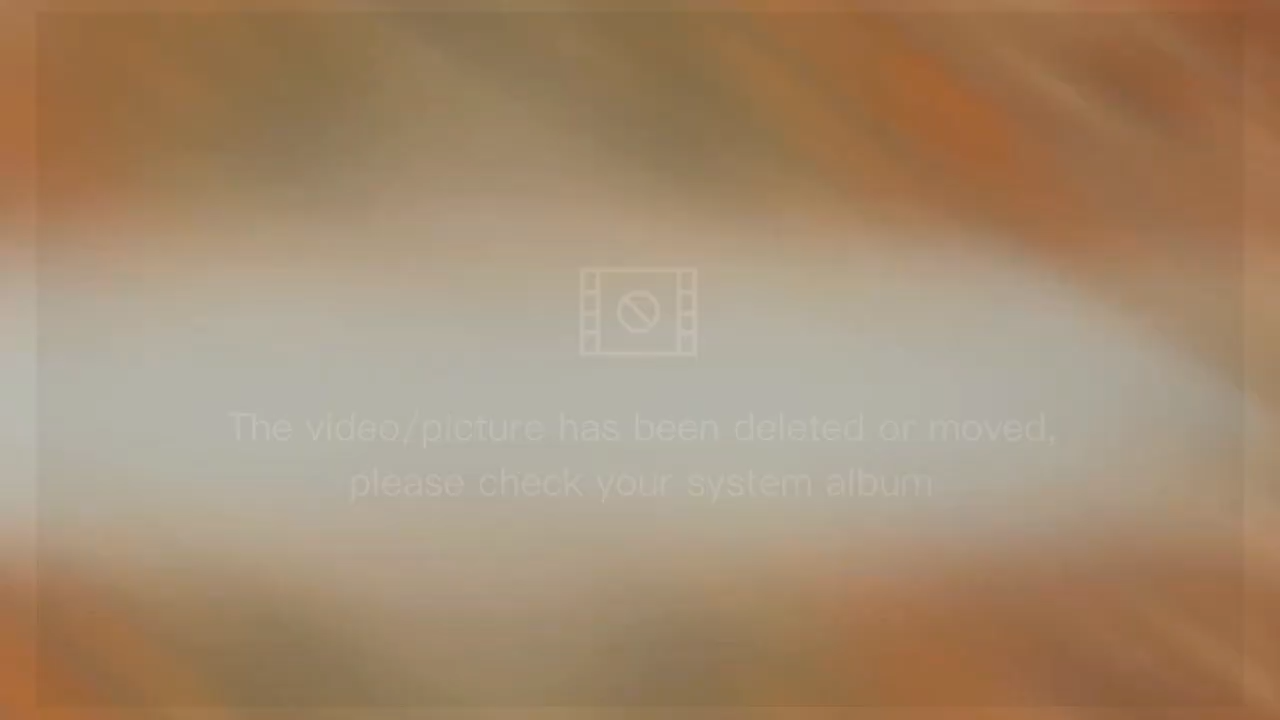 The video/picture has been deleted or moved,
please check your system album